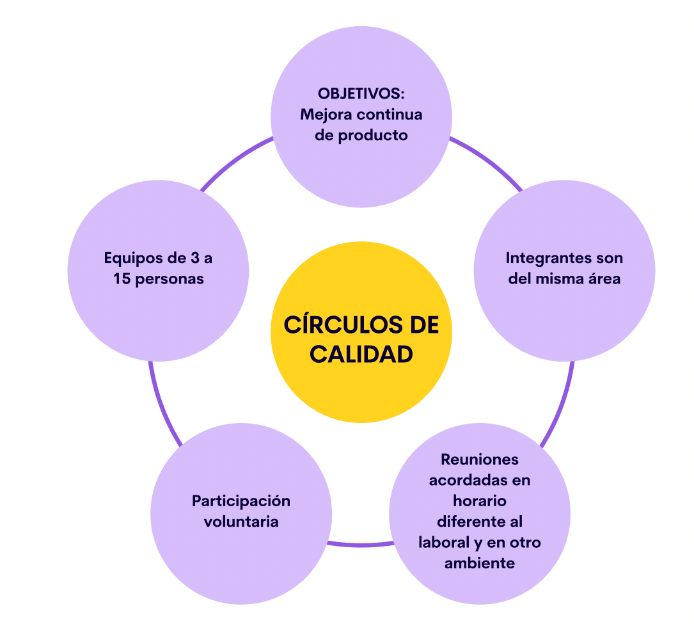 OBJETIVOS:
Mejora continua
de producto
Equipos de 3 a
15 personas
Integrantes son
del misma área
CÍRCULOS DE
CALIDAD
Participación
voluntaria
Reuniones
acordadas en
horario
diferente al
laboral y en otro
ambiente